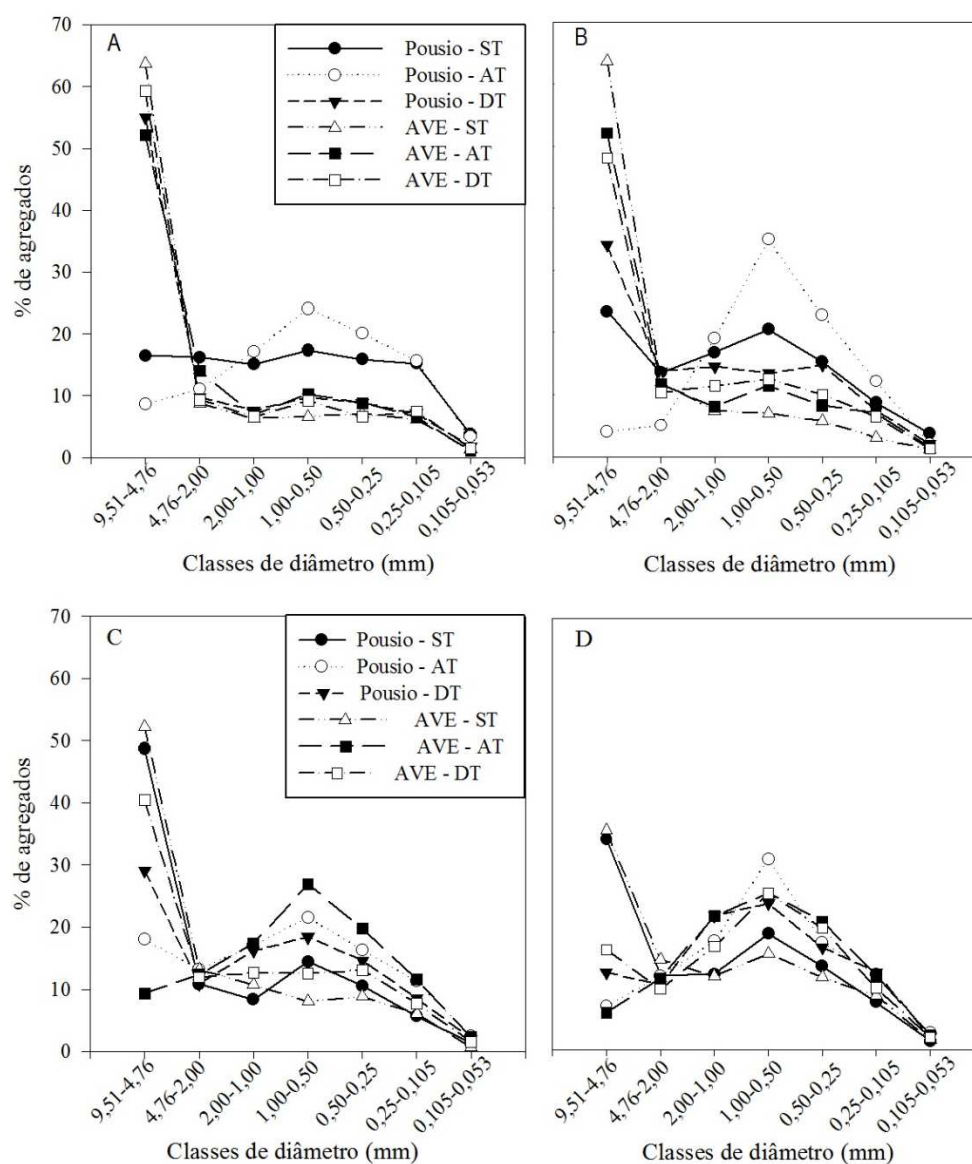 A
70
60
50
40
30
20
10
0
% de agregados
Pousio - ST
Pousio - AT
Pousio - DT
AVE - ST
AVE - AT
AVE - DT
9,51-4,76
4,76-2,00
2,00-1,00
1,00-0,50
0,50-0,25
0,25-0,105
0,105-0,053
Classes de diâmetro (mm)
B
9,51-4,76
4,76-2,00
2,00-1,00
1,00-0,50
0,50-0,25
0,25-0,105
0,105-0,053
Classes de diâmetro (mm)
C
70
60
50
40
30
20
10
0
% de agregados
Pousio - ST
Pousio - AT
Pousio - DT
AVE - ST
AVE - AT
AVE - DT
9,51-4,76
4,76-2,00
2,00-1,00
1,00-0,50
0,50-0,25
0,25-0,105
0,105-0,053
Classes de diâmetro (mm)
D
9,51-4,76
4,76-2,00
2,00-1,00
1,00-0,50
0,50-0,25
0,25-0,105
0,105-0,053
Classes de diâmetro (mm)